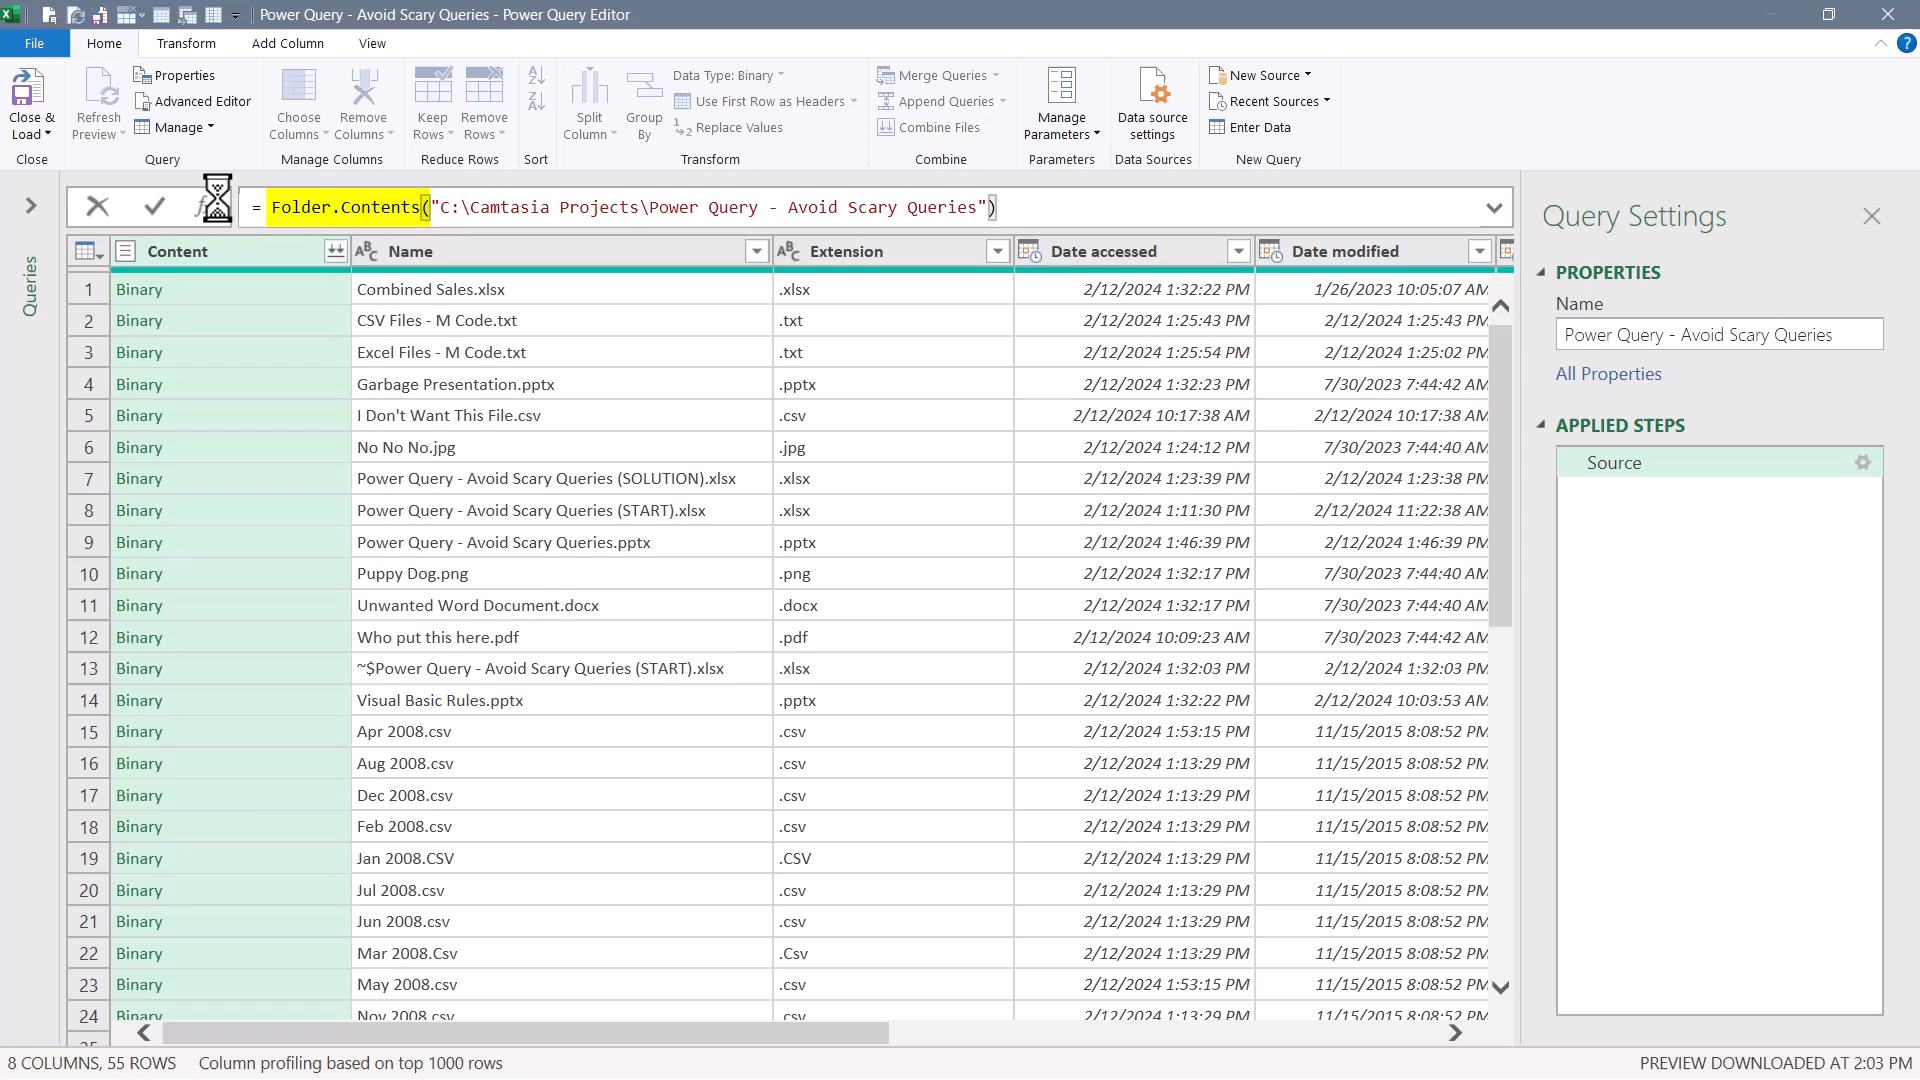 Power Query - Avoid Scary Queries - Power Query Editor
File Home Transform Add Column View
Close & Load
Refresh Preview
Properties
Advanced Editor
Manage
Choose Columns
Remove Columns
Keep Rows
Remove Rows
Split Column
Group By
Data Type: Binary
Use First Row as Headers
Replace Values
Merge Queries
Append Queries
Combine Files
Manage Parameters
Data source settings
New Source
Recent Sources
Enter Data
Close Query Manage Columns Reduce Rows Sort Transform Combine Parameters Data Sources New Query
= Folder.Contents("C:\Camtasia Projects\Power Query - Avoid Scary Queries")
Queries
Content Name Extension Date accessed Date modified
1 Binary Combined Sales.xlsx .xlsx 2/12/2024 1:32:22 PM 1/26/2023 10:05:07 AM
2 Binary CSV Files - M Code.txt .txt 2/12/2024 1:25:43 PM 2/12/2024 1:25:43 PM
3 Binary Excel Files - M Code.txt .txt 2/12/2024 1:25:54 PM 2/12/2024 1:25:02 PM
4 Binary Garbage Presentation.pptx .pptx 2/12/2024 1:32:23 PM 7/30/2023 7:44:42 AM
5 Binary I Don't Want This File.csv .csv 2/12/2024 10:17:38 AM 2/12/2024 10:17:38 AM
6 Binary No No No.jpg .jpg 2/12/2024 1:24:12 PM 7/30/2023 7:44:40 AM
7 Binary Power Query - Avoid Scary Queries (SOLUTION).xlsx .xlsx 2/12/2024 1:23:39 PM 2/12/2024 1:23:38 PM
8 Binary Power Query - Avoid Scary Queries (START).xlsx .xlsx 2/12/2024 1:11:30 PM 2/12/2024 11:22:38 AM
9 Binary Power Query - Avoid Scary Queries.pptx .pptx 2/12/2024 1:46:39 PM 2/12/2024 1:46:39 PM
10 Binary Puppy Dog.png .png 2/12/2024 1:32:17 PM 7/30/2023 7:44:40 AM
11 Binary Unwanted Word Document.docx .docx 2/12/2024 1:32:17 PM 7/30/2023 7:44:40 AM
12 Binary Who put this here.pdf .pdf 2/12/2024 10:09:23 AM 7/30/2023 7:44:42 AM
13 Binary ~$Power Query - Avoid Scary Queries (START).xlsx .xlsx 2/12/2024 1:32:03 PM 2/12/2024 1:32:03 PM
14 Binary Visual Basic Rules.pptx .pptx 2/12/2024 1:32:22 PM 2/12/2024 10:03:53 AM
15 Binary Apr 2008.csv .csv 2/12/2024 1:53:15 PM 11/15/2015 8:08:52 PM
16 Binary Aug 2008.csv .csv 2/12/2024 1:13:29 PM 11/15/2015 8:08:52 PM
17 Binary Dec 2008.csv .csv 2/12/2024 1:13:29 PM 11/15/2015 8:08:52 PM
18 Binary Feb 2008.csv .csv 2/12/2024 1:13:29 PM 11/15/2015 8:08:52 PM
19 Binary Jan 2008.CSV .CSV 2/12/2024 1:13:29 PM 11/15/2015 8:08:52 PM
20 Binary Jul 2008.csv .csv 2/12/2024 1:13:29 PM 11/15/2015 8:08:52 PM
21 Binary Jun 2008.csv .csv 2/12/2024 1:13:29 PM 11/15/2015 8:08:52 PM
22 Binary Mar 2008.Csv .Csv 2/12/2024 1:13:29 PM 11/15/2015 8:08:52 PM
23 Binary May 2008.csv .csv 2/12/2024 1:53:15 PM 11/15/2015 8:08:52 PM
24 Binary Nov 2008.csv .csv 2/12/2024 1:13:29 PM 11/15/2015 8:08:52 PM
Query Settings
PROPERTIES
Name
Power Query - Avoid Scary Queries
All Properties
APPLIED STEPS
Source
8 COLUMNS, 55 ROWS Column profiling based on top 1000 rows PREVIEW DOWNLOADED AT 2:03 PM